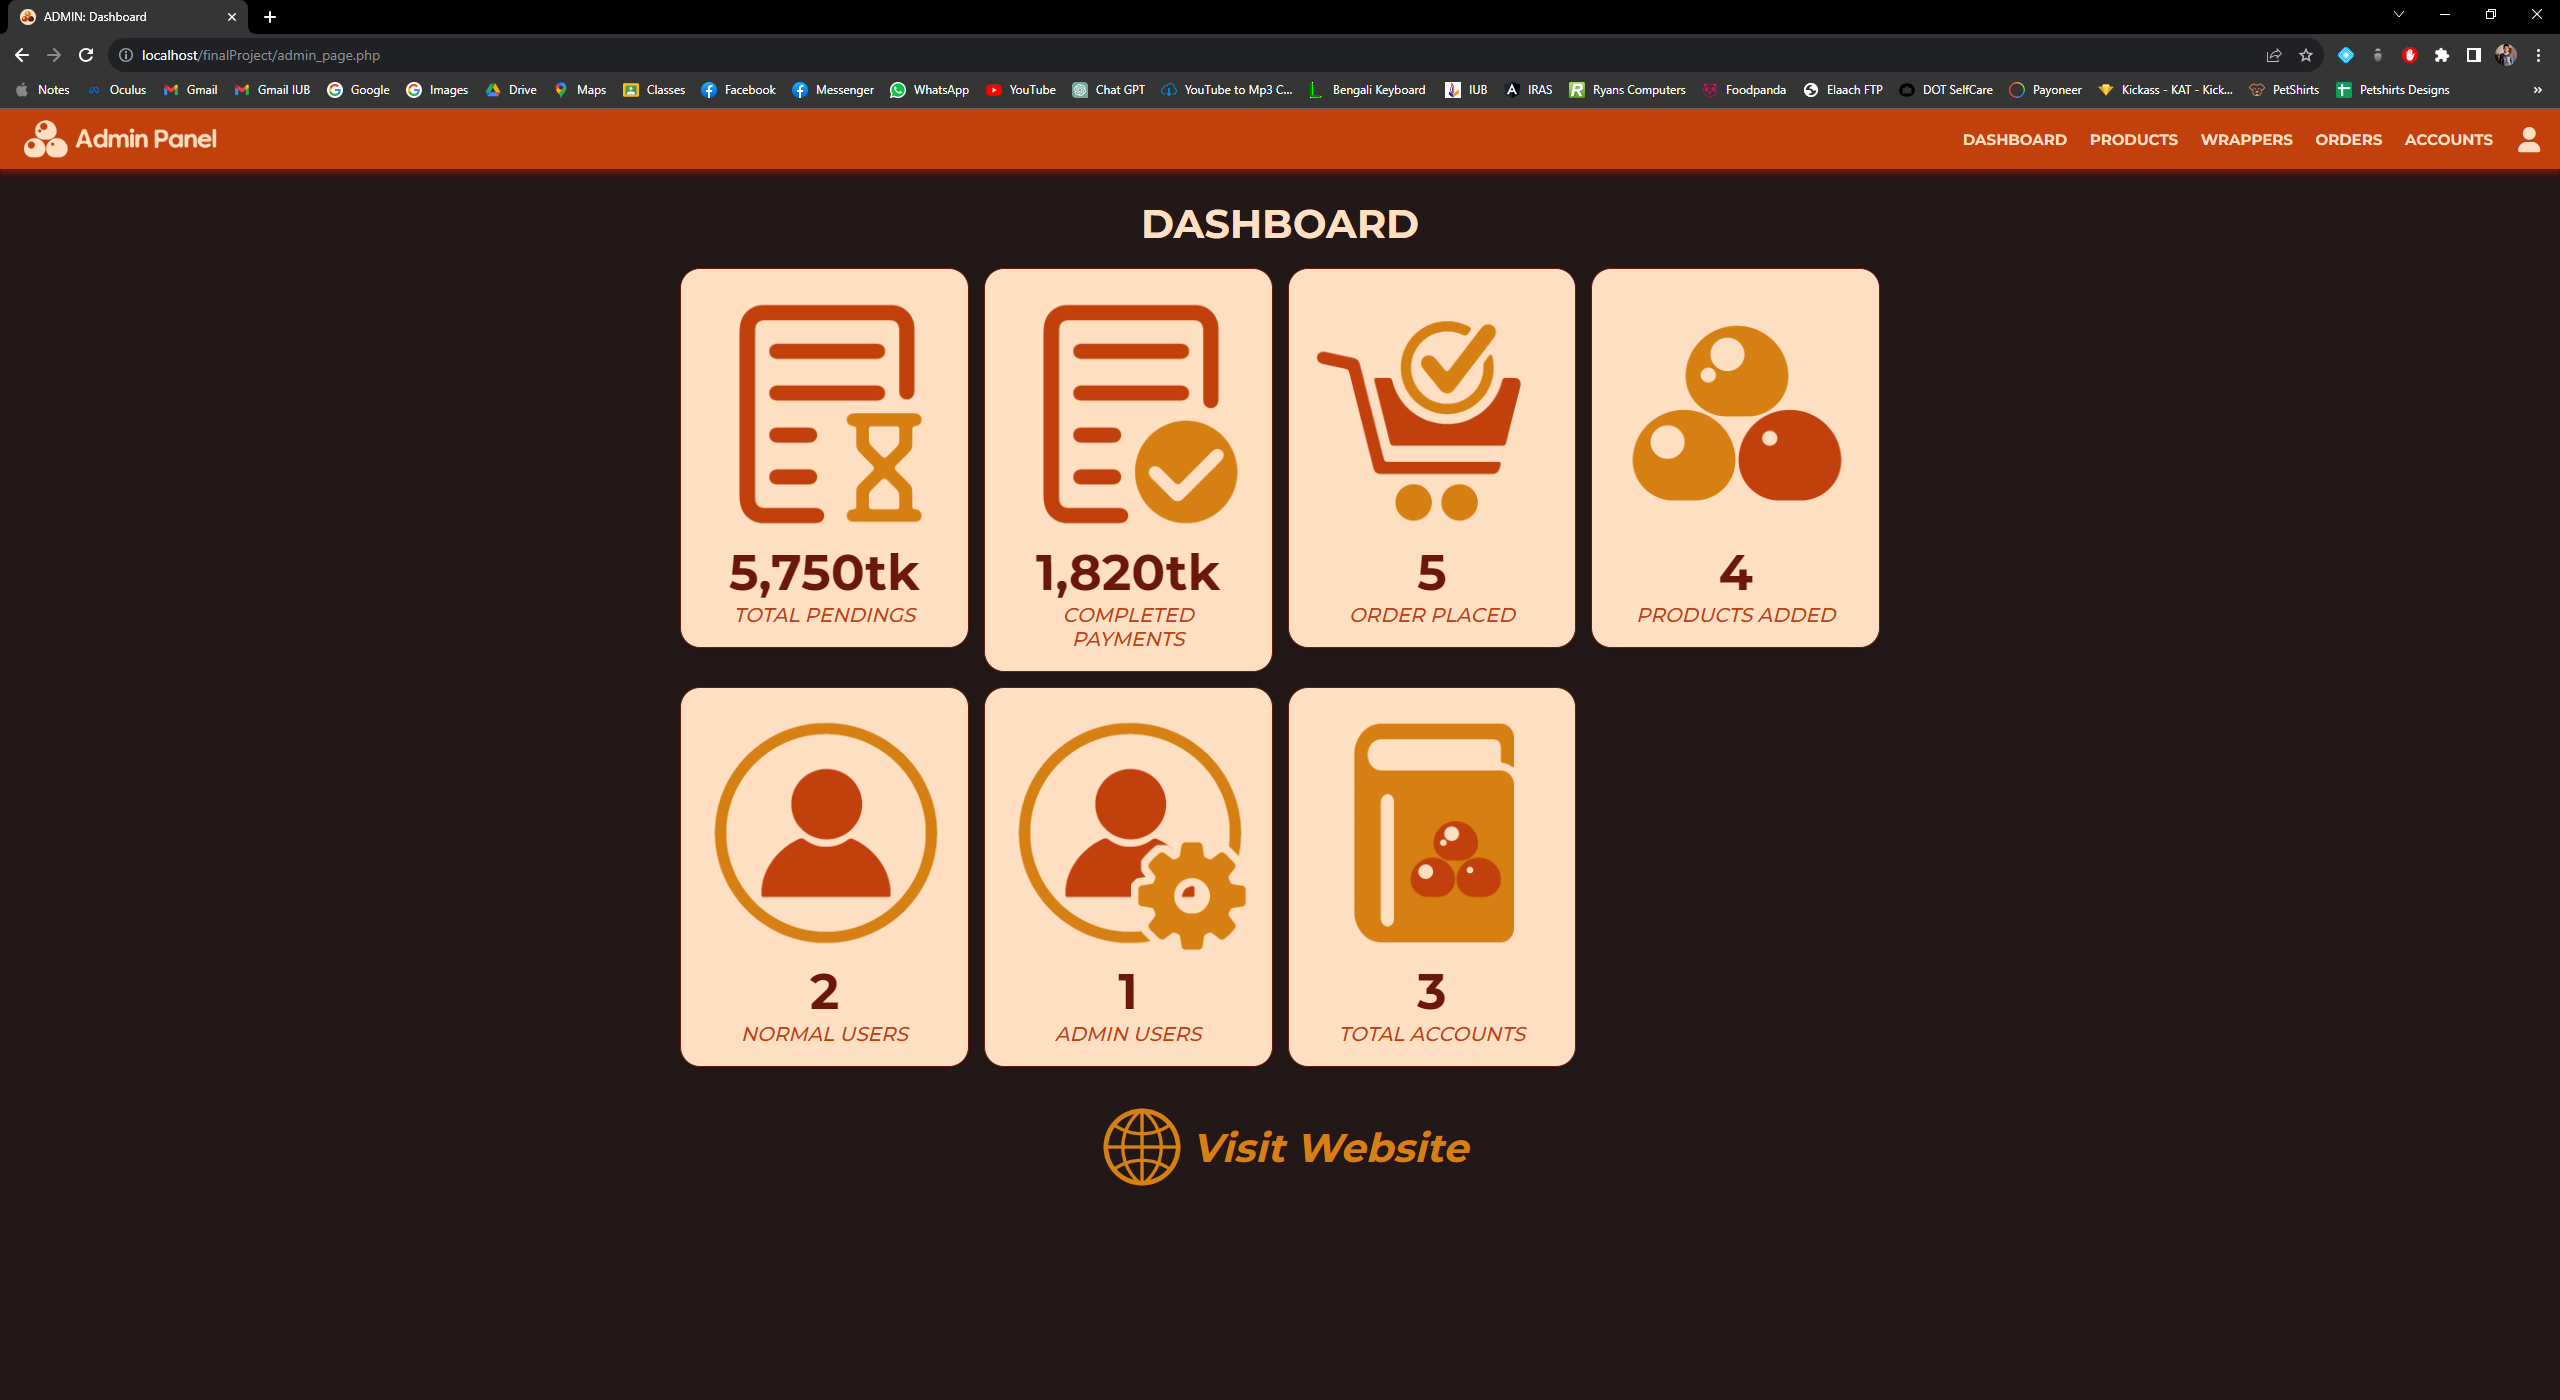 ADMIN: Dashboard
localhost/finalProject/admin_page.php
Notes Oculus Gmail Gmail IUB Google Images Drive Maps Classes Facebook Messenger WhatsApp YouTube Chat GPT YouTube to Mp3 C... Bengali Keyboard IUB IRAS Ryans Computers Foodpanda Elaach FTP DOT SelfCare Payoneer Kickass - KAT - Kick... PetShirts Petshirts Designs »
Admin Panel DASHBOARD PRODUCTS WRAPPERS ORDERS ACCOUNTS
DASHBOARD
5,750tk
TOTAL PENDINGS
1,820tk
COMPLETED
PAYMENTS
5
ORDER PLACED
4
PRODUCTS ADDED
2
NORMAL USERS
1
ADMIN USERS
3
TOTAL ACCOUNTS
Visit Website